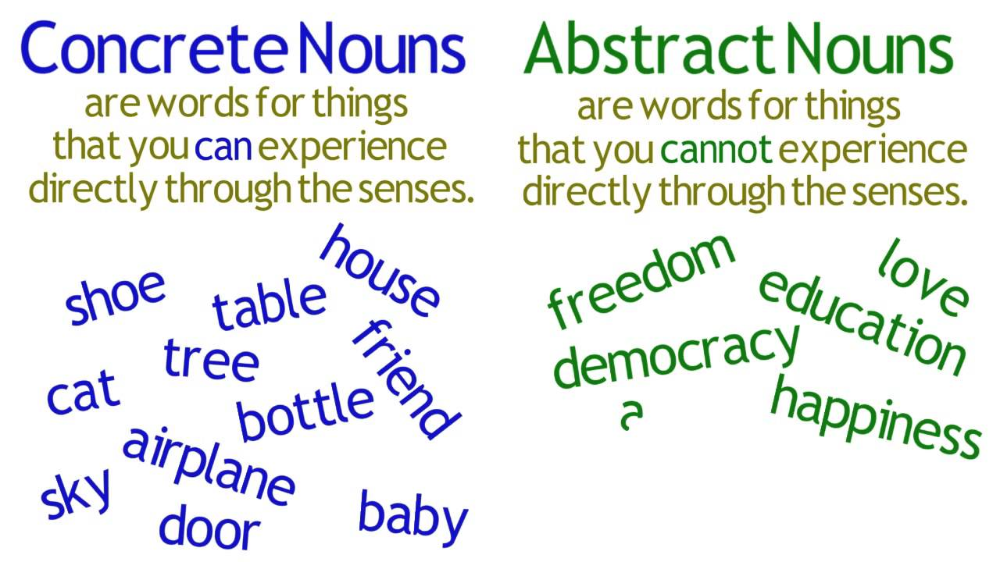 Concrete Nouns
are words for things
that you can experience
directly through the senses.
house
shoe
table
friend
tree
cat
bottle
airplane
sky
door
baby
Abstract Nouns
are words for things
that you cannot experience
directly through the senses.
freedom
love
education
democracy
happiness
a